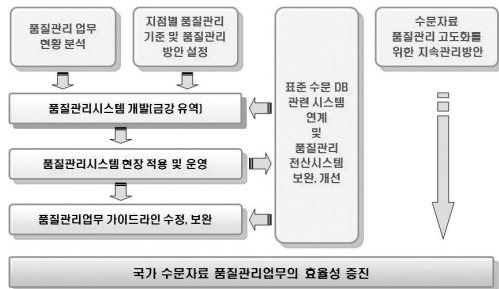 품질관리 업무
현황 분석
지점별 품질관리
기준 및 품질관리
방안 설정
수문자료
품질관리 고도화를
위한 지속관리방안
품질관리시스템 개발(금강 유역)
표준 수문 DB
관련 시스템
연계
및
품질관리
전산시스템
보완, 개선
품질관리시스템 현장 적용 및 운영
품질관리업무 가이드라인 수정, 보완
국가 수문자료 품질관리업무의 효율성 증진